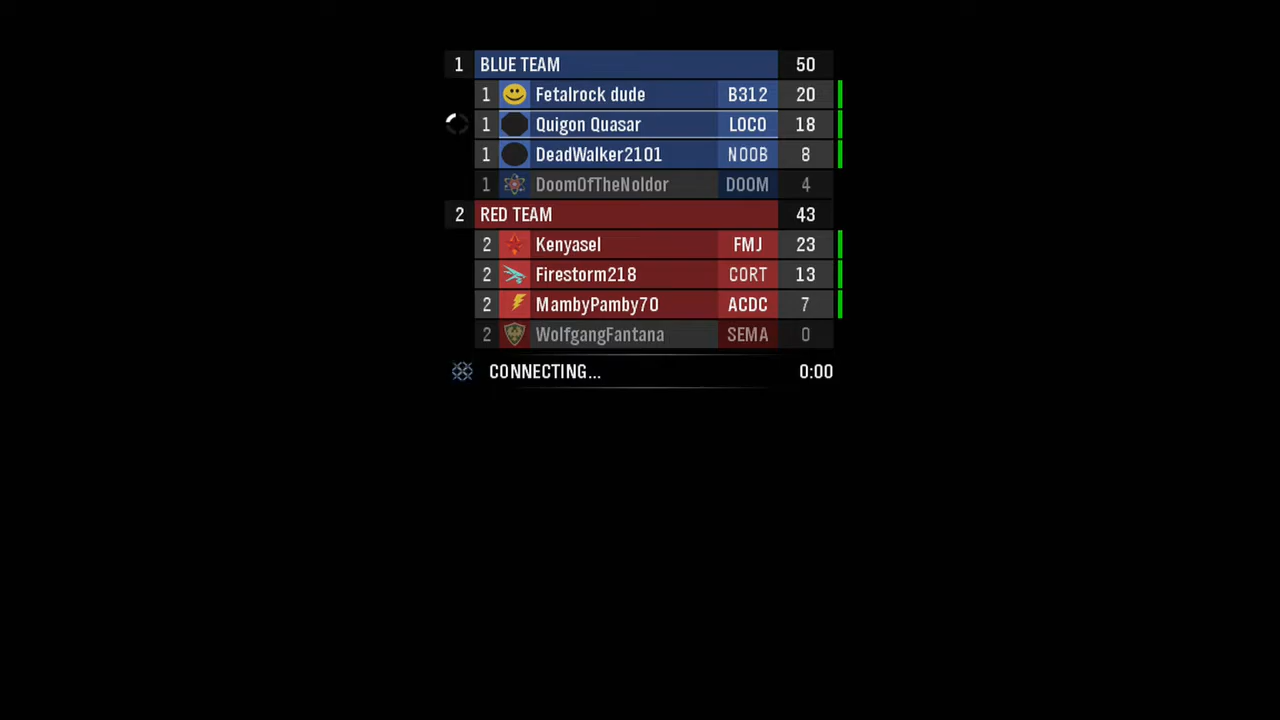 1 BLUE TEAM 50
1 Fetalrock dude B312 20
1 Quigon Quasar LOCO 18
1 DeadWalker2101 NOOB 8
1 DoomOfTheNoldor DOOM 4
2 RED TEAM 43
2 Kenyasel FMJ 23
2 Firestorm218 CORT 13
2 MambyPamby70 ACDC 7
2 WolfgangFantana SEMA 0
CONNECTING... 0:00